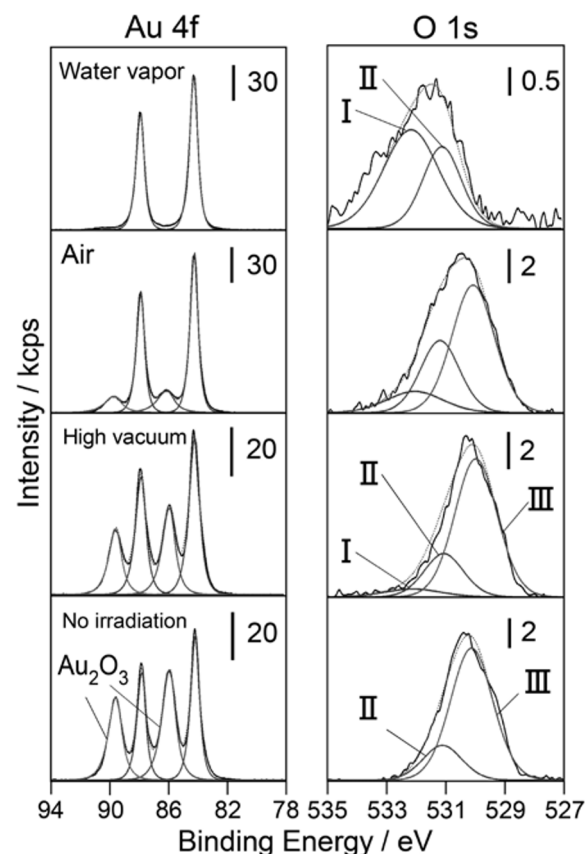 Au 4f
O 1s
Water vapor
30
I
II
0.5
Air
30
2
High vacuum
20
I
II
III
2
No irradiation
20
Au2O3
II
III
2
Intensity / kcps
94 90 86 82 78
535 533 531 529 527
Binding Energy / eV